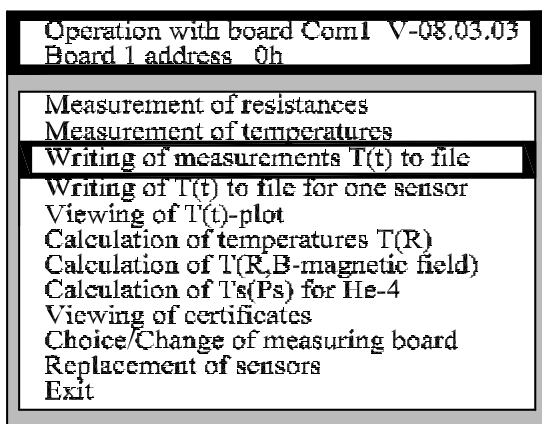 Operation with board Com1 V-08.03.03
Board 1 address 0h
Measurement of resistances
Measurement of temperatures
Writing of measurements T(t) to file
Writing of T(t) to file for one sensor
Viewing of T(t)-plot
Calculation of temperatures T(R)
Calculation of T(R,B-magnetic field)
Calculation of Ts(Ps) for He-4
Viewing of certificates
Choice/Change of measuring board
Replacement of sensors
Exit